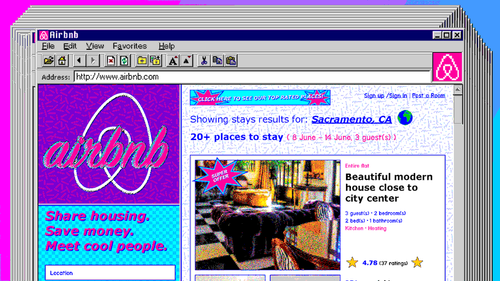 Airbnb
File Edit View Favorites Help
Address: http://www.airbnb.com
CLICK HERE TO SEE OUR TOP RATED PLACES!
Sign up /Sign in | Post a Room
airbnb
Showing stays results for: Sacramento, CA
20+ places to stay ( 8 June - 14 June, 3 guest(s) )
SUPER OFFER
Entire flat
Beautiful modern
house close to
city center
3 guest(s) · 2 bedroom(s)
2 bed(s) · 1 bathroom(s)
Kitchen · Heating
4.78 (37 ratings)
Share housing.
Save money.
Meet cool people.
Location